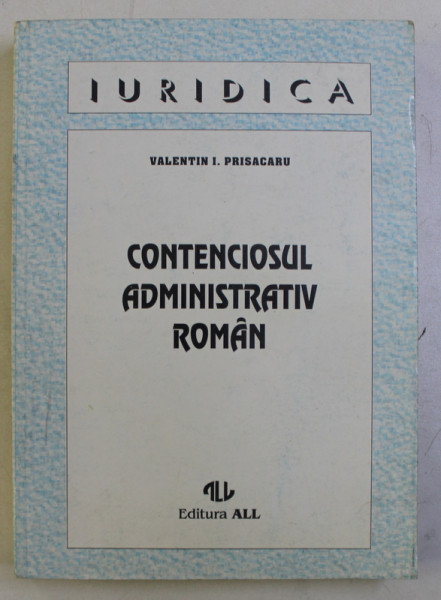 IURIDICA
VALENTIN I. PRISACARU
CONTENCIOSUL
ADMINISTRATIV
ROMÂN
ALL
Editura ALL